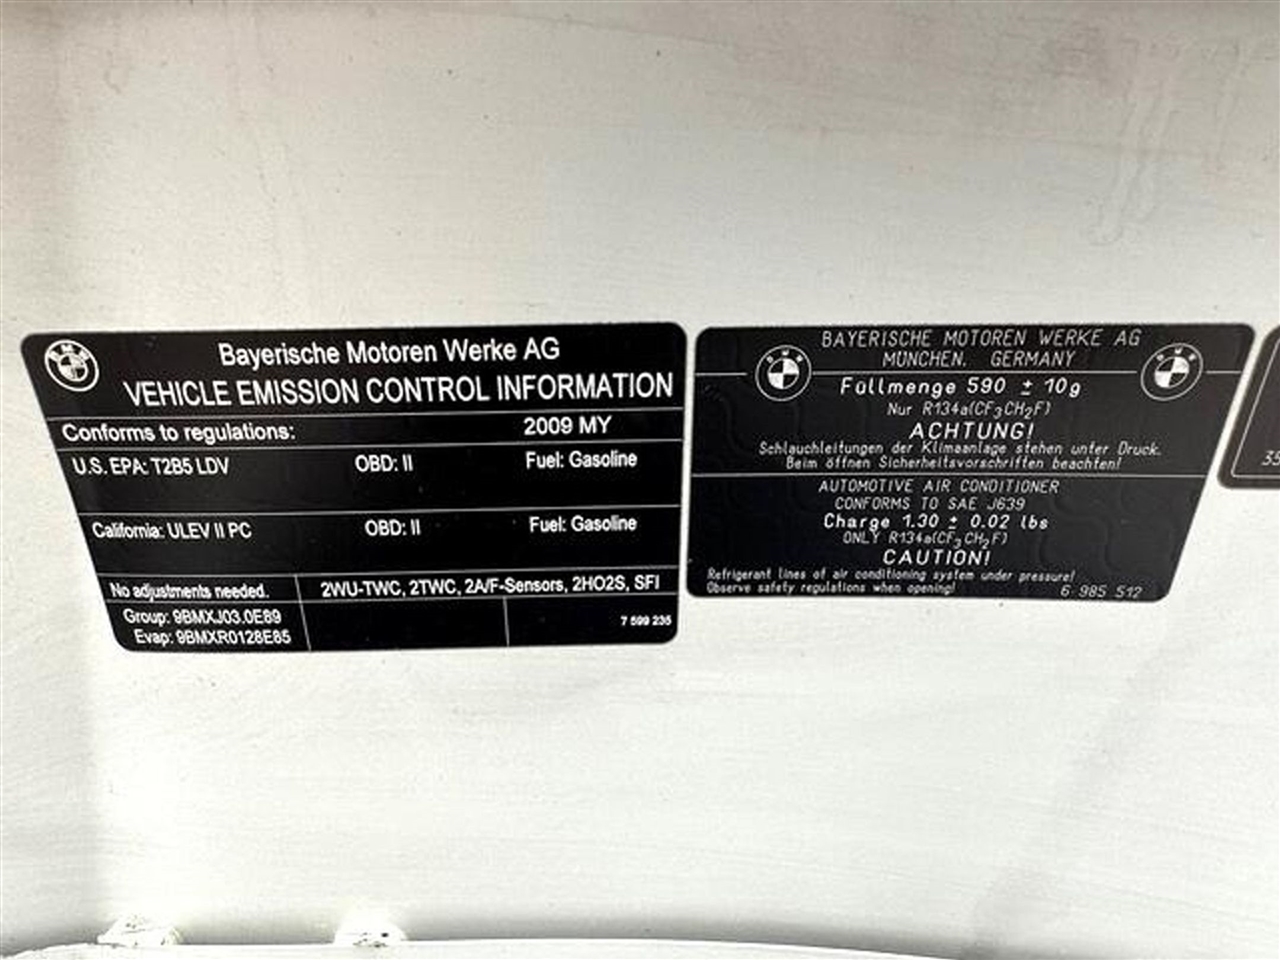 Bayerische Motoren Werke AG
VEHICLE EMISSION CONTROL INFORMATION
Conforms to regulations: 2009 MY
U.S. EPA: T2B5 LDV OBD: II Fuel: Gasoline
California: ULEV II PC OBD: II Fuel: Gasoline
No adjustments needed. 2WU-TWC, 2TWC, 2A/F-Sensors, 2HO2S, SFI
Group: 9BMXJ03.0E89
Evap: 9BMXR0128E85
7 599 235
BAYERISCHE MOTOREN WERKE AG
MÜNCHEN, GERMANY
Füllmenge 590 ± 10g
Nur R134a(CF3CH2F)
ACHTUNG!
Schlauchleitungen der Klimaanlage stehen unter Druck.
Beim öffnen Sicherheitsvorschriften beachten!
AUTOMOTIVE AIR CONDITIONER
CONFORMS TO SAE J639
Charge 1.30 ± 0.02 lbs
ONLY R134a(CF3CH2F)
CAUTION!
Refrigerant lines of air conditioning system under pressure!
Observe safety regulations when opening!
6 985 512
35